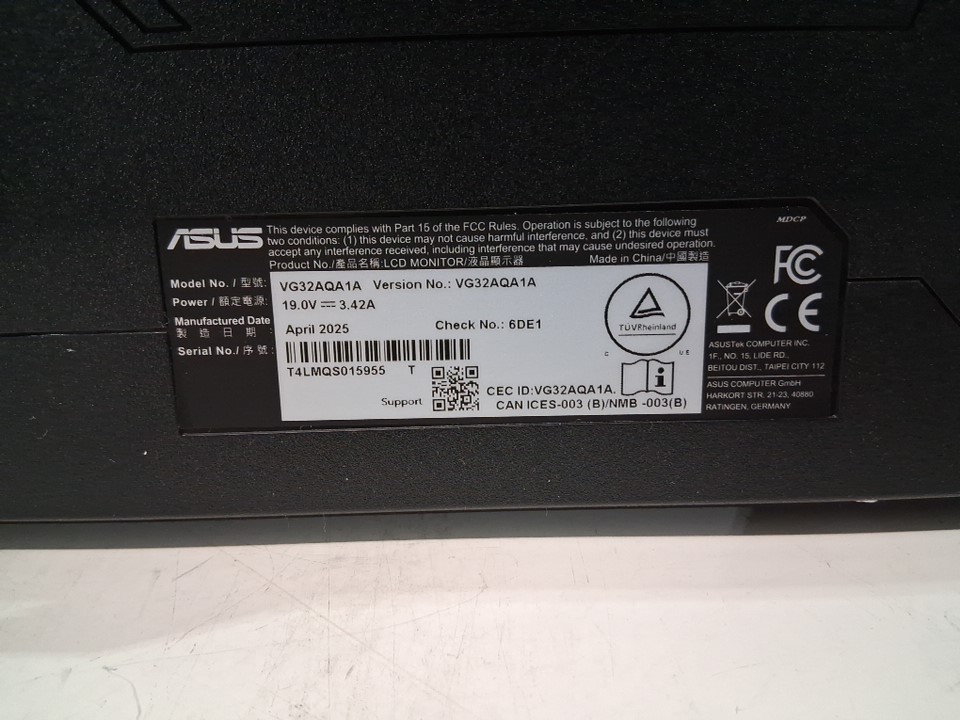 MDCP
ASUS
This device complies with Part 15 of the FCC Rules. Operation is subject to the following
two conditions: (1) this device may not cause harmful interference, and (2) this device must
accept any interference received, including interference that may cause undesired operation.
Product No./產品名稱:LCD MONITOR/液晶顯示器 Made in China/中國製造
Model No. / 型號: VG32AQA1A Version No.: VG32AQA1A
Power / 額定電源: 19.0V ⎓ 3.42A
Manufactured Date
製造日期: April 2025 Check No.: 6DE1
Serial No./ 序號:
T4LMQS015955 T
Support
CEC ID:VG32AQA1A.
CAN ICES-003 (B)/NMB -003(B)
TÜVRheinland
C US
i
FC
CE
ASUSTek COMPUTER INC.
1F., NO. 15, LIDE RD.,
BEITOU DIST., TAIPEI CITY 112
ASUS COMPUTER GmbH
HARKORT STR. 21-23, 40880
RATINGEN, GERMANY